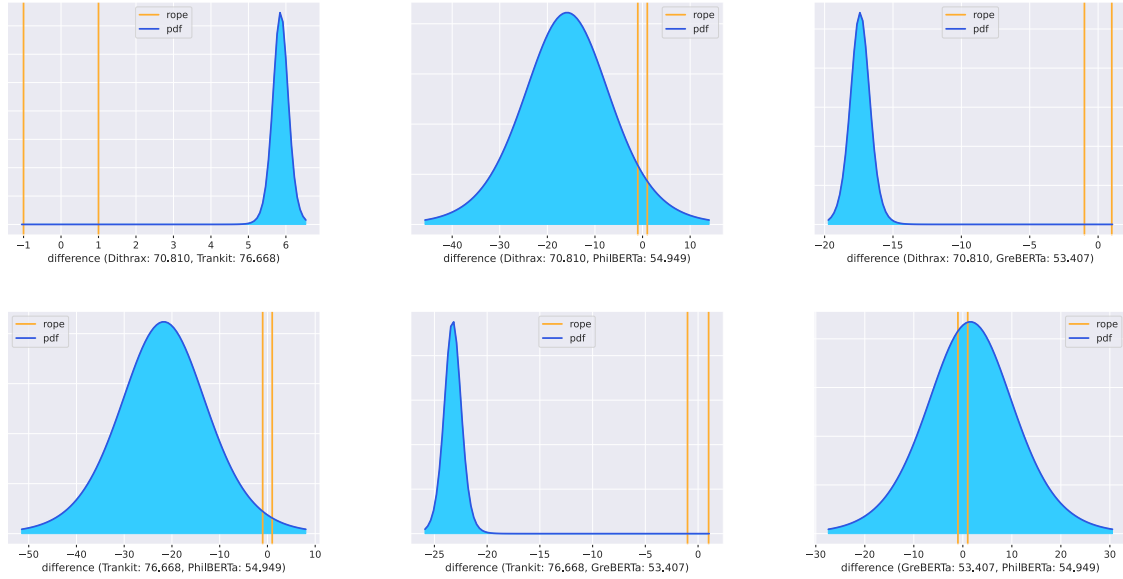 rope
pdf
−1 0 1 2 3 4 5 6
difference (Dithrax: 70.810, Trankit: 76.668)
rope
pdf
−40 −30 −20 −10 0 10
difference (Dithrax: 70.810, PhilBERTa: 54.949)
rope
pdf
−20 −15 −10 −5 0
difference (Dithrax: 70.810, GreBERTa: 53.407)
rope
pdf
−50 −40 −30 −20 −10 0 10
difference (Trankit: 76.668, PhilBERTa: 54.949)
rope
pdf
−25 −20 −15 −10 −5 0
difference (Trankit: 76.668, GreBERTa: 53.407)
rope
pdf
−30 −20 −10 0 10 20 30
difference (GreBERTa: 53.407, PhilBERTa: 54.949)